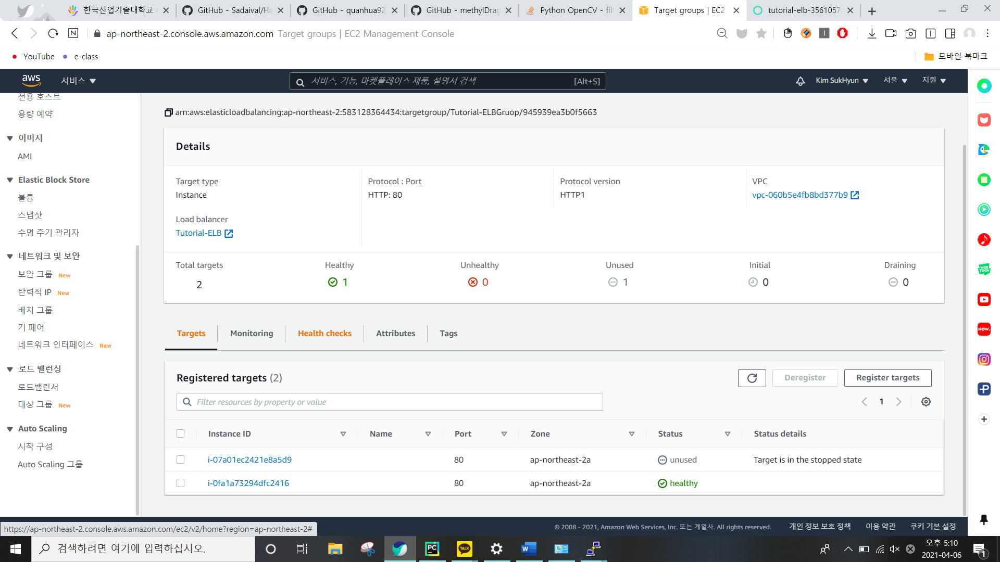 한국산업기술대학교
GitHub - Sadaival/Ha
GitHub - quanhua92
GitHub - methylDrag
Python OpenCV - filt
Target groups | EC2
tutorial-elb-3561057
ap-northeast-2.console.aws.amazon.com Target groups | EC2 Management Console
YouTube
e-class
모바일 북마크
aws
서비스
서비스, 기능, 마켓플레이스 제품, 설명서 검색
[Alt+S]
Kim SukHyun
서울
지원
전용 호스트
용량 예약
이미지
AMI
Elastic Block Store
볼륨
스냅샷
수명 주기 관리자
네트워크 및 보안
보안 그룹 New
탄력적 IP New
배치 그룹
키 페어
네트워크 인터페이스 New
로드 밸런싱
로드밸런서
대상 그룹 New
Auto Scaling
시작 구성
Auto Scaling 그룹
arn:aws:elasticloadbalancing:ap-northeast-2:583128364434:targetgroup/Tutorial-ELBGruop/945939ea3b0f5663
Details
Target type
Instance
Protocol : Port
HTTP: 80
Protocol version
HTTP1
VPC
vpc-060b5e4fb8bd377b9
Load balancer
Tutorial-ELB
Total targets
2
Healthy
1
Unhealthy
0
Unused
1
Initial
0
Draining
0
Targets
Monitoring
Health checks
Attributes
Tags
Registered targets (2)
Deregister
Register targets
Filter resources by property or value
1
Instance ID
Name
Port
Zone
Status
Status details
i-07a01ec2421e8a5d9
80
ap-northeast-2a
unused
Target is in the stopped state
i-0fa1a73294dfc2416
80
ap-northeast-2a
healthy
WEB
TOON
NOW.
https://ap-northeast-2.console.aws.amazon.com/ec2/v2/home?region=ap-northeast-2#
© 2008 - 2021, Amazon Web Services, Inc. 또는 계열사. All rights reserved.
개인 정보 보호 정책
이용 약관
쿠키 기본 설정
검색하려면 여기에 입력하십시오.
PC
TALK
W
오후 5:10
2021-04-06
1